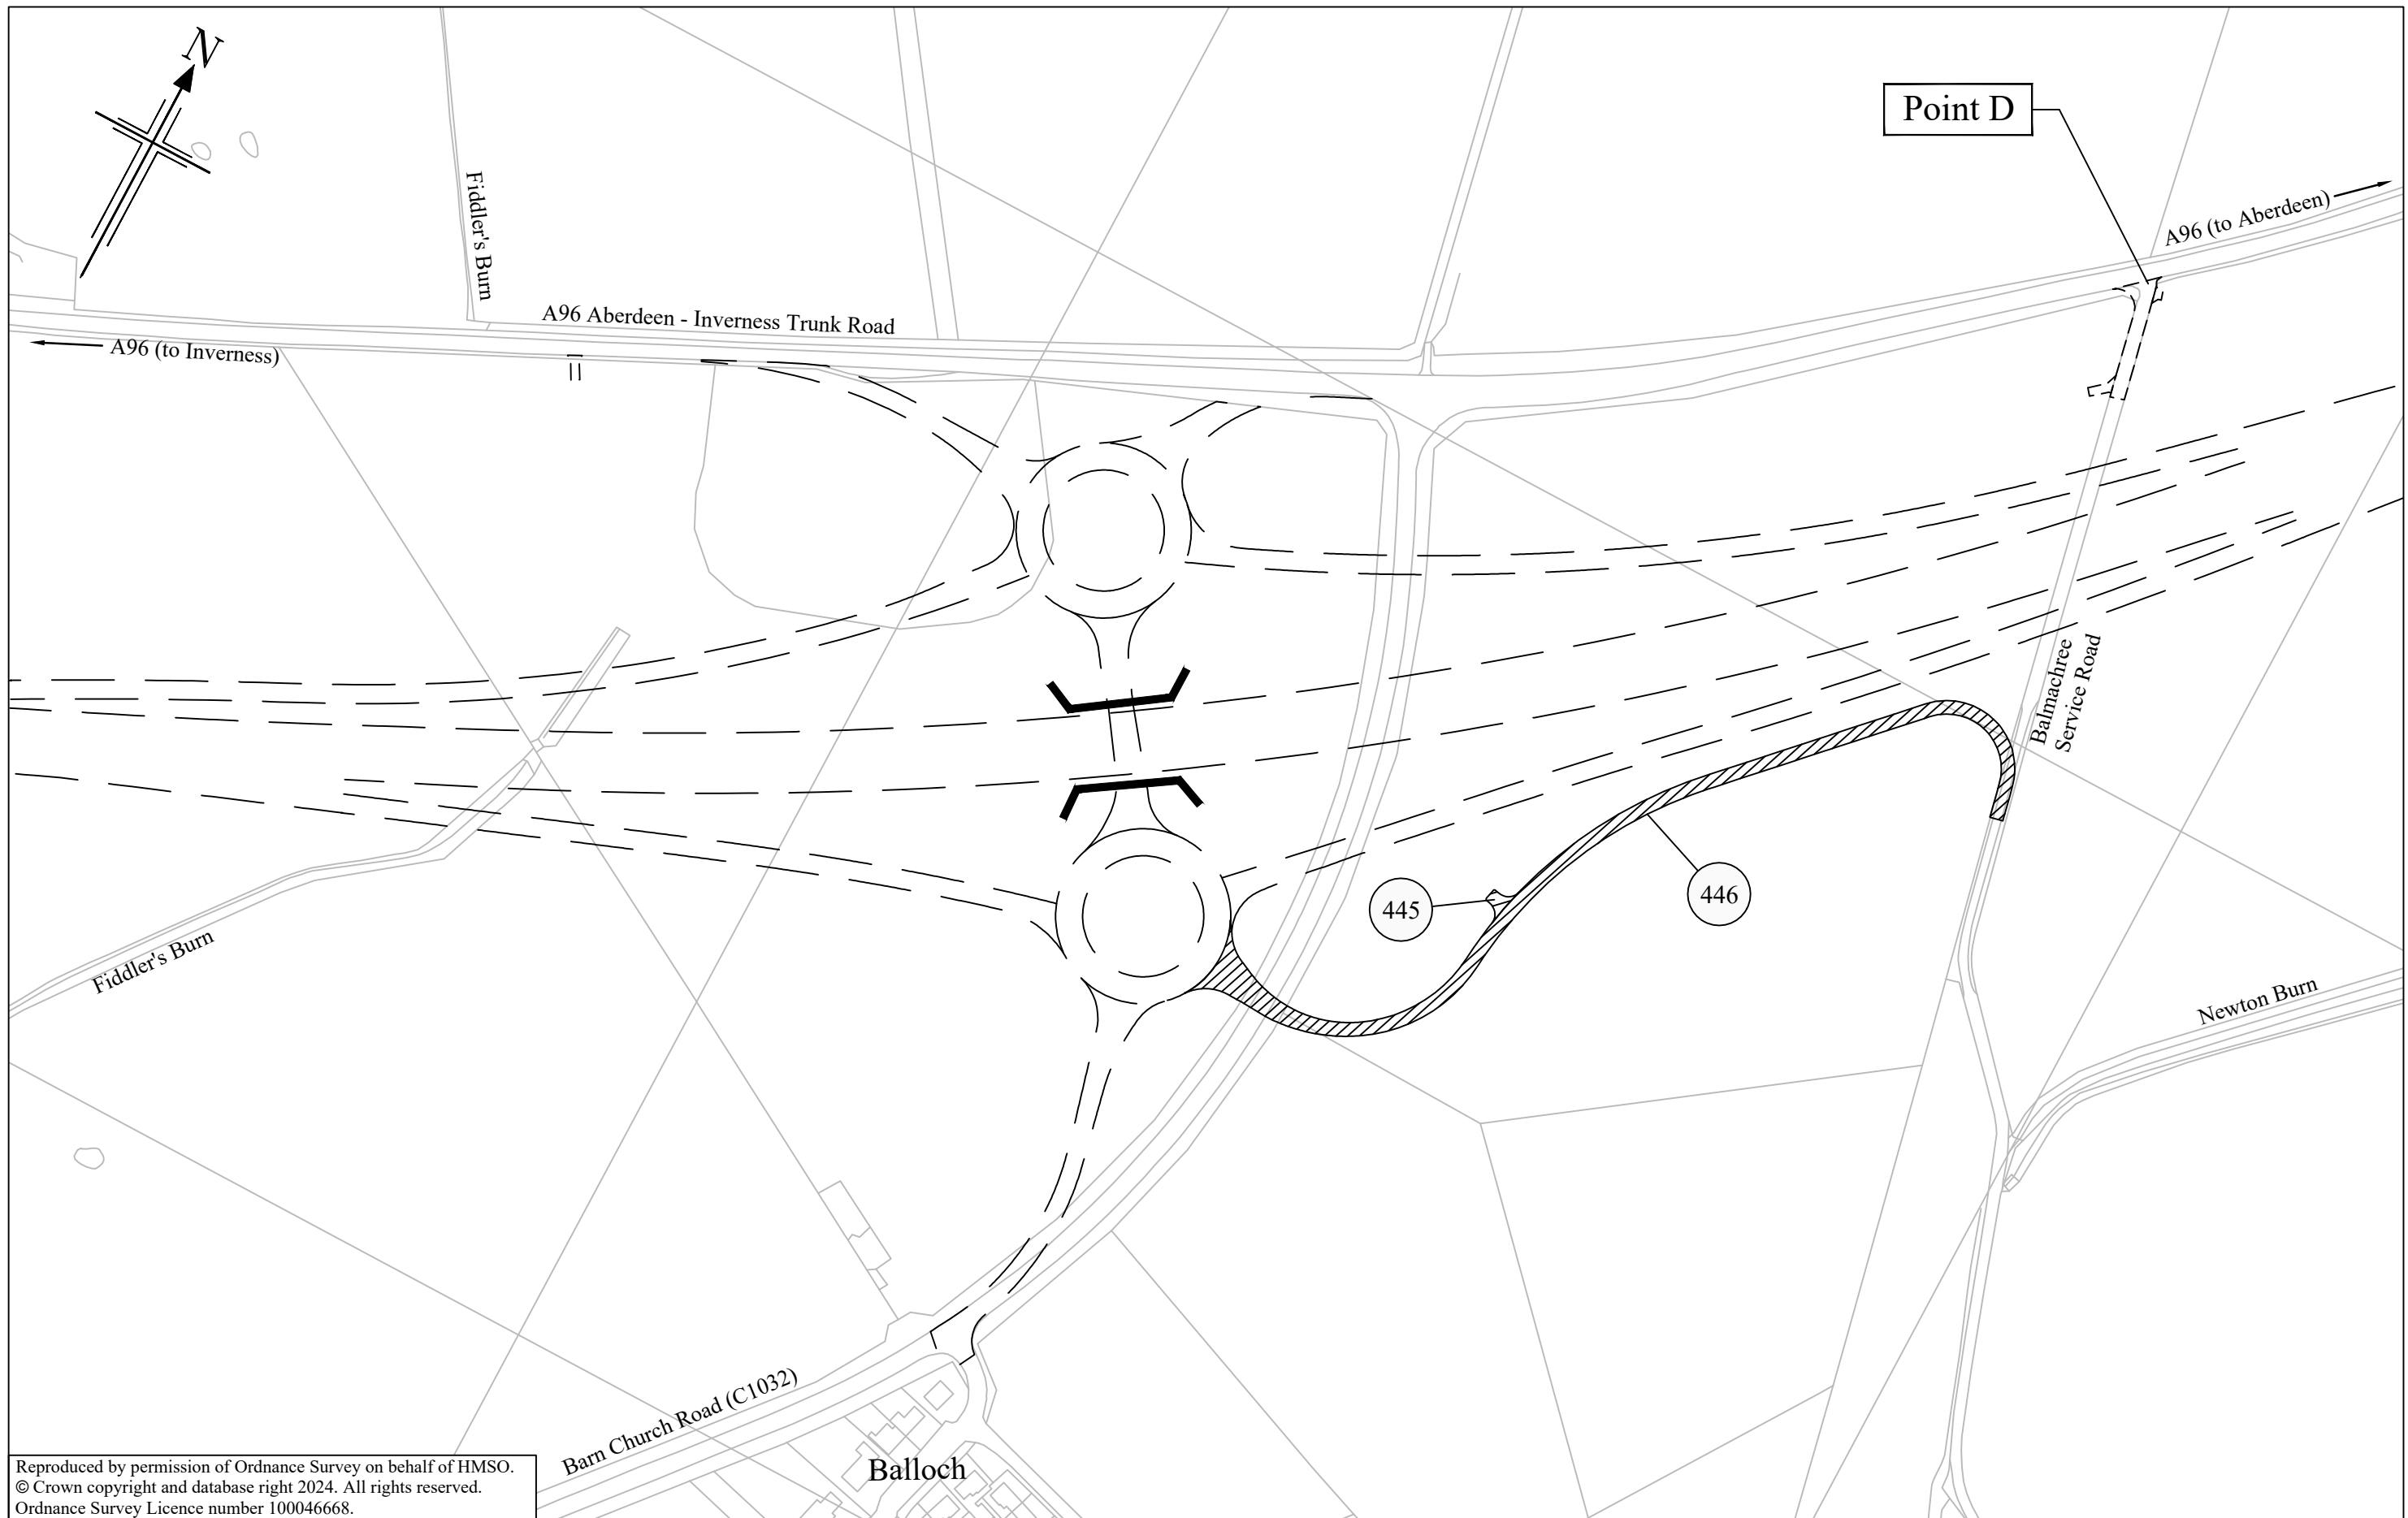 N
Point D
A96 (to Aberdeen)
Fiddler's Burn
A96 Aberdeen - Inverness Trunk Road
A96 (to Inverness)
Balmachree
Service Road
445
446
Fiddler's Burn
Newton Burn
Barn Church Road (C1032)
Balloch
Reproduced by permission of Ordnance Survey on behalf of HMSO.
© Crown copyright and database right 2024. All rights reserved.
Ordnance Survey Licence number 100046668.